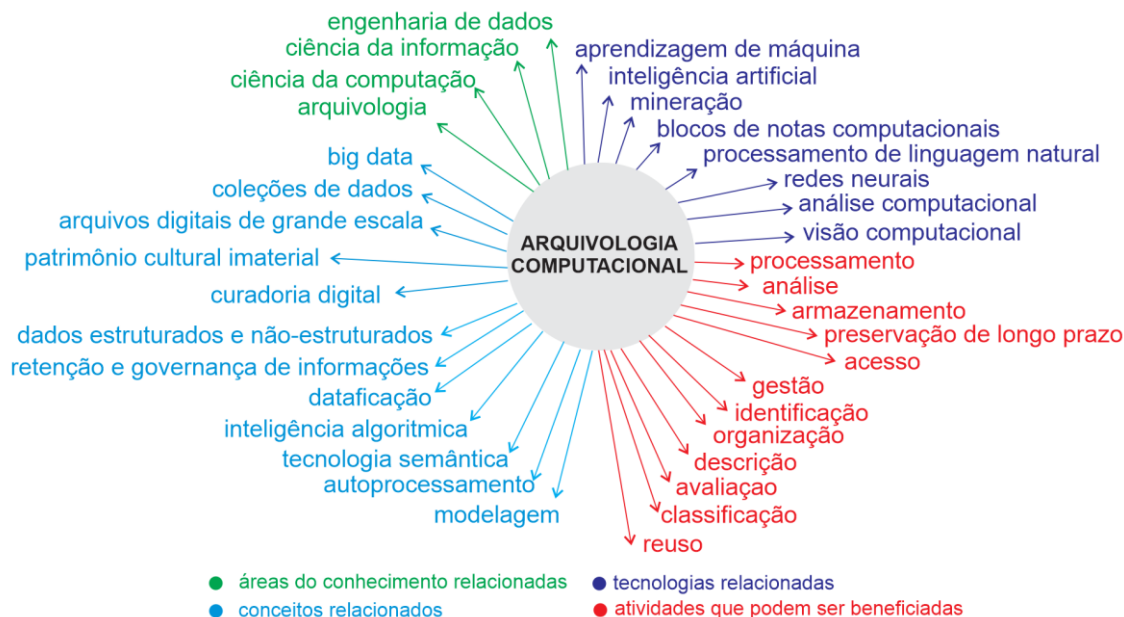 engenharia de dados
ciência da informação
ciência da computação
arquivologia
aprendizagem de máquina
inteligência artificial
mineração
blocos de notas computacionais
processamento de linguagem natural
redes neurais
análise computacional
visão computacional
big data
coleções de dados
arquivos digitais de grande escala
patrimônio cultural imaterial
curadoria digital
dados estruturados e não-estruturados
retenção e governança de informações
dataficação
inteligência algoritmica
tecnologia semântica
autoprocessamento
modelagem
ARQUIVOLOGIA
COMPUTACIONAL
processamento
análise
armazenamento
preservação de longo prazo
acesso
gestão
identificação
organização
descrição
avaliaçao
classificação
reuso
áreas do conhecimento relacionadas
tecnologias relacionadas
conceitos relacionados
atividades que podem ser beneficiadas